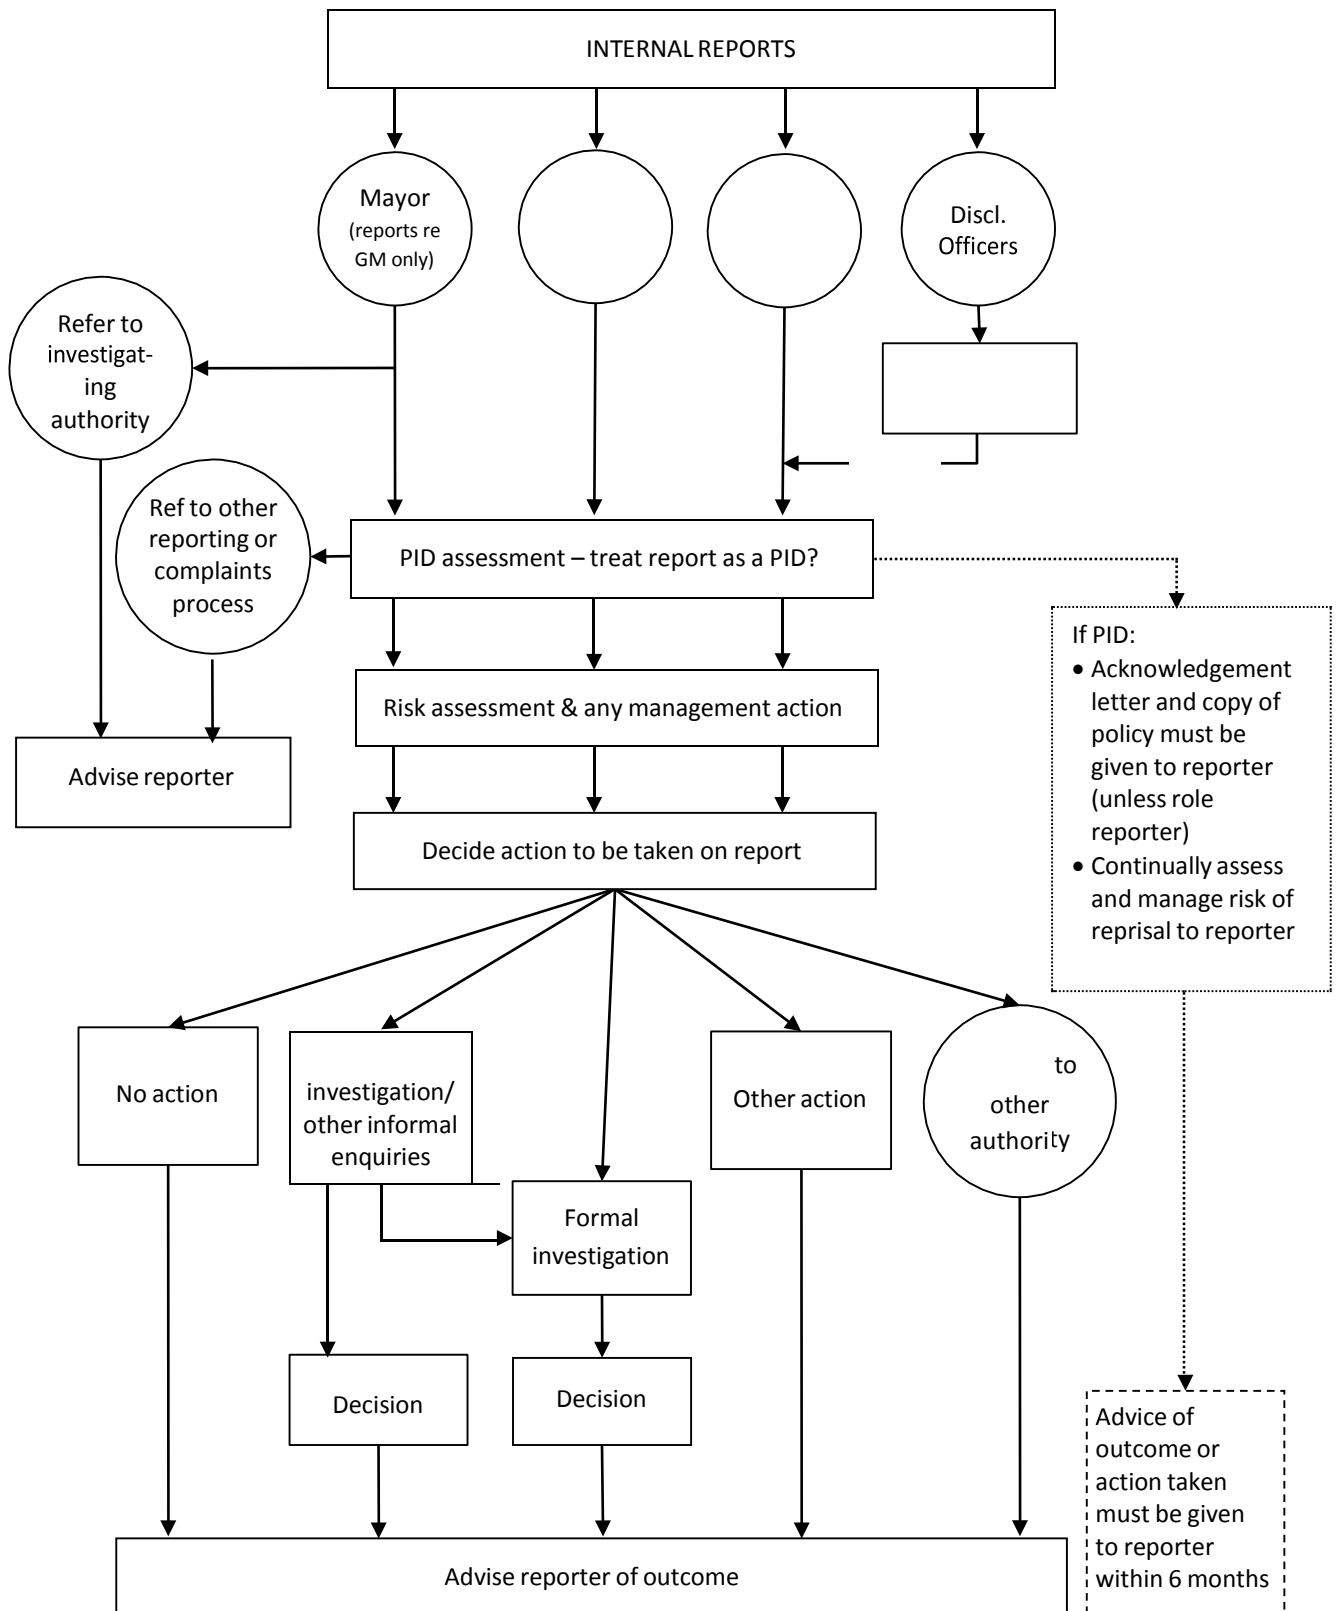 INTERNAL REPORTS
Mayor
(reports re
GM only)
Discl.
Officers
Refer to
investigat-
ing
authority
Ref to other
reporting or
complaints
process
PID assessment – treat report as a PID?
If PID:
• Acknowledgement
letter and copy of
policy must be
given to reporter
(unless role
reporter)
• Continually assess
and manage risk of
reprisal to reporter
Risk assessment & any management action
Advise reporter
Decide action to be taken on report
No action
investigation/
other informal
enquiries
Other action
to
other
authority
Formal
investigation
Decision
Decision
Advice of
outcome or
action taken
must be given
to reporter
within 6 months
Advise reporter of outcome